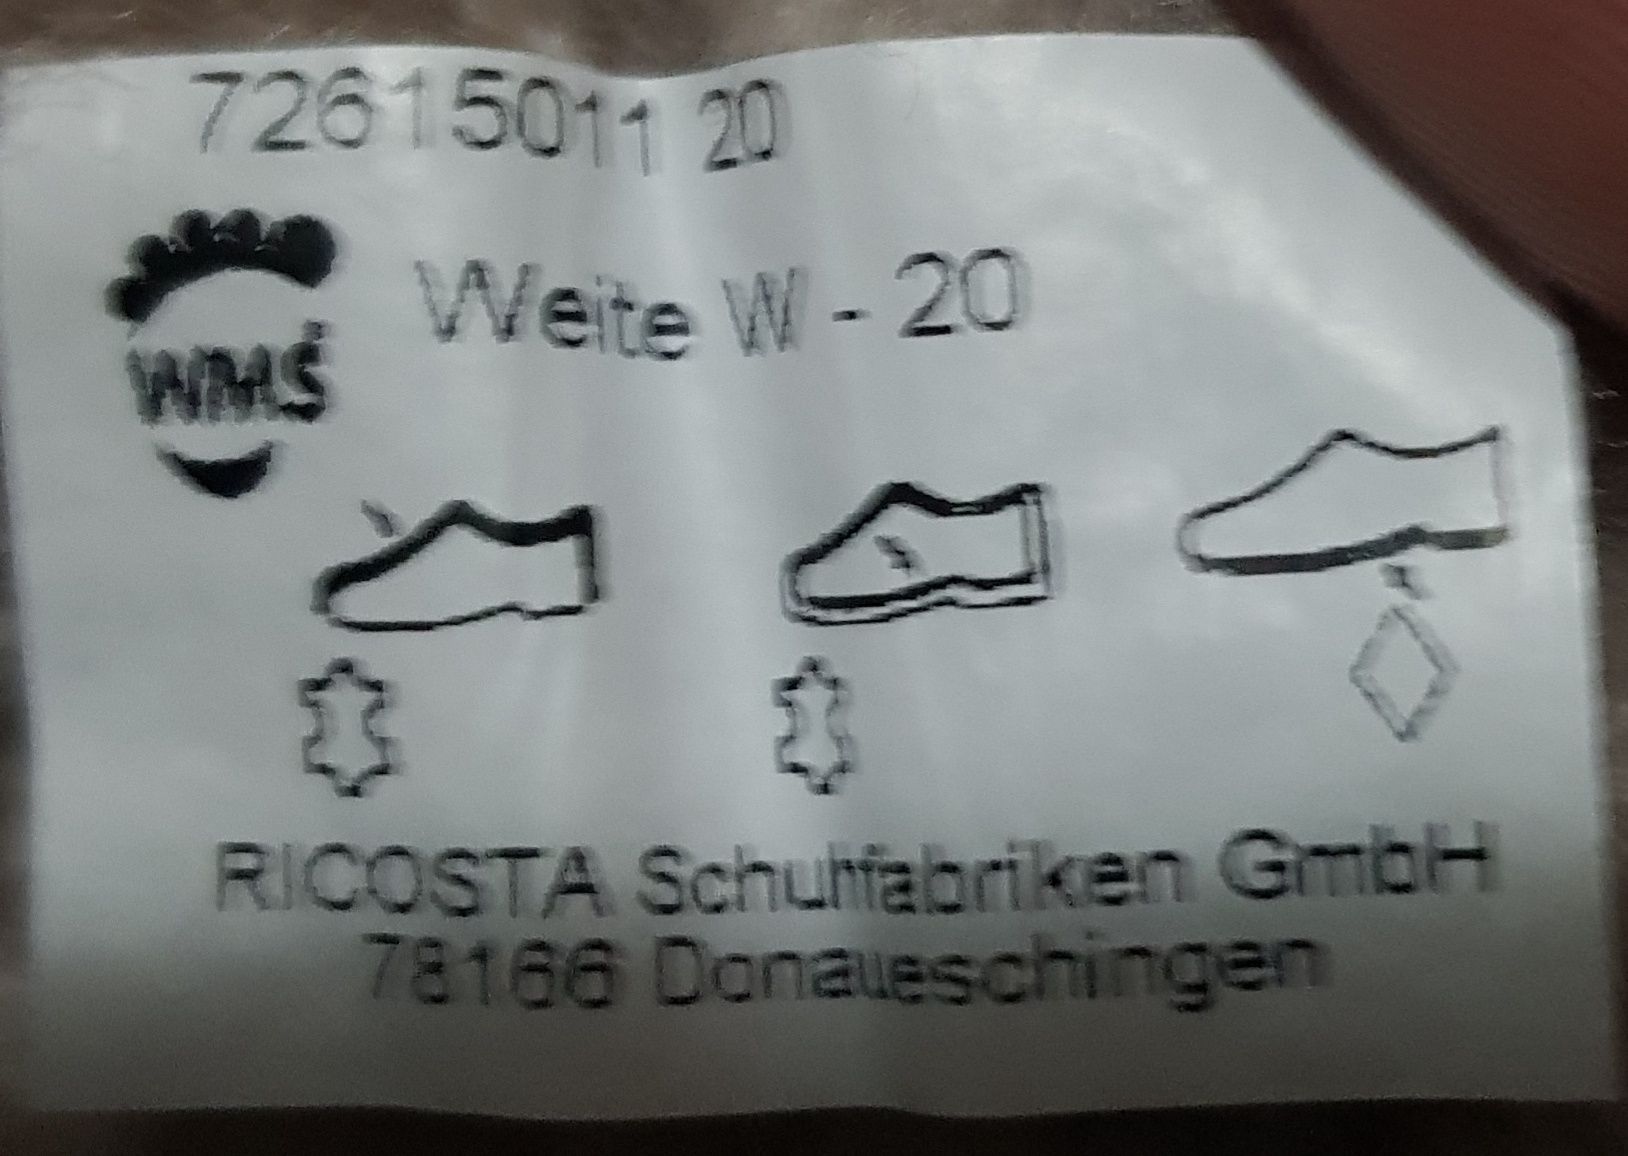 72615011 20
Weite W - 20
WMS
RICOSTA Schuhfabriken GmbH
78166 Donaueschingen